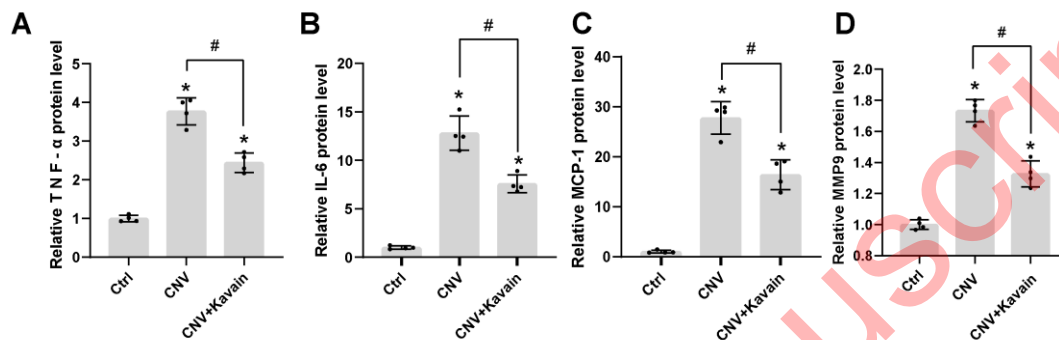 A
Relative T N F - α protein level
5
4
3
2
1
0
*
#
*
Ctrl
CNV
CNV+Kavain
B
Relative IL-6 protein level
20
15
10
5
0
*
#
*
Ctrl
CNV
CNV+Kavain
C
Relative MCP-1 protein level
40
30
20
10
0
*
#
*
Ctrl
CNV
CNV+Kavain
D
Relative MMP9 protein level
2.0
1.8
1.6
1.4
1.2
1.0
0.8
*
#
*
Ctrl
CNV
CNV+Kavain
uscri